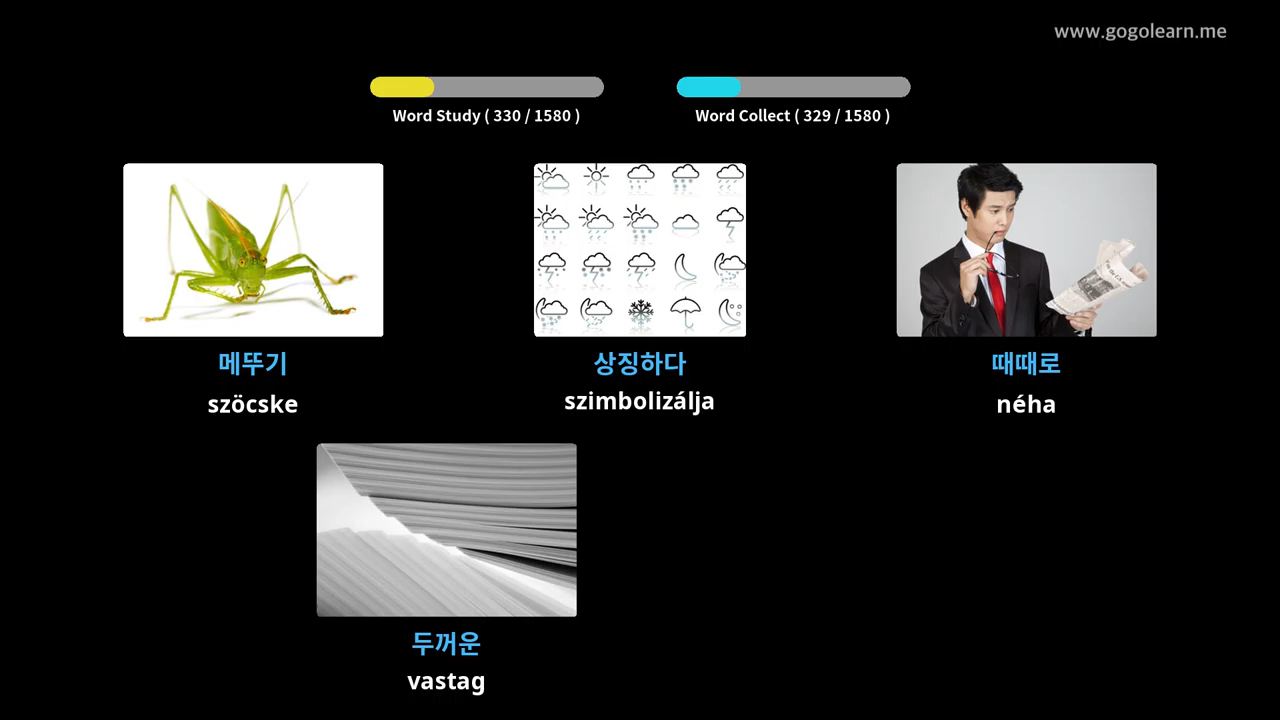 www.gogolearn.me
Word Study ( 330 / 1580 )
Word Collect ( 329 / 1580 )
메뚜기
szöcske
상징하다
szimbolizálja
때때로
néha
두꺼운
vastag